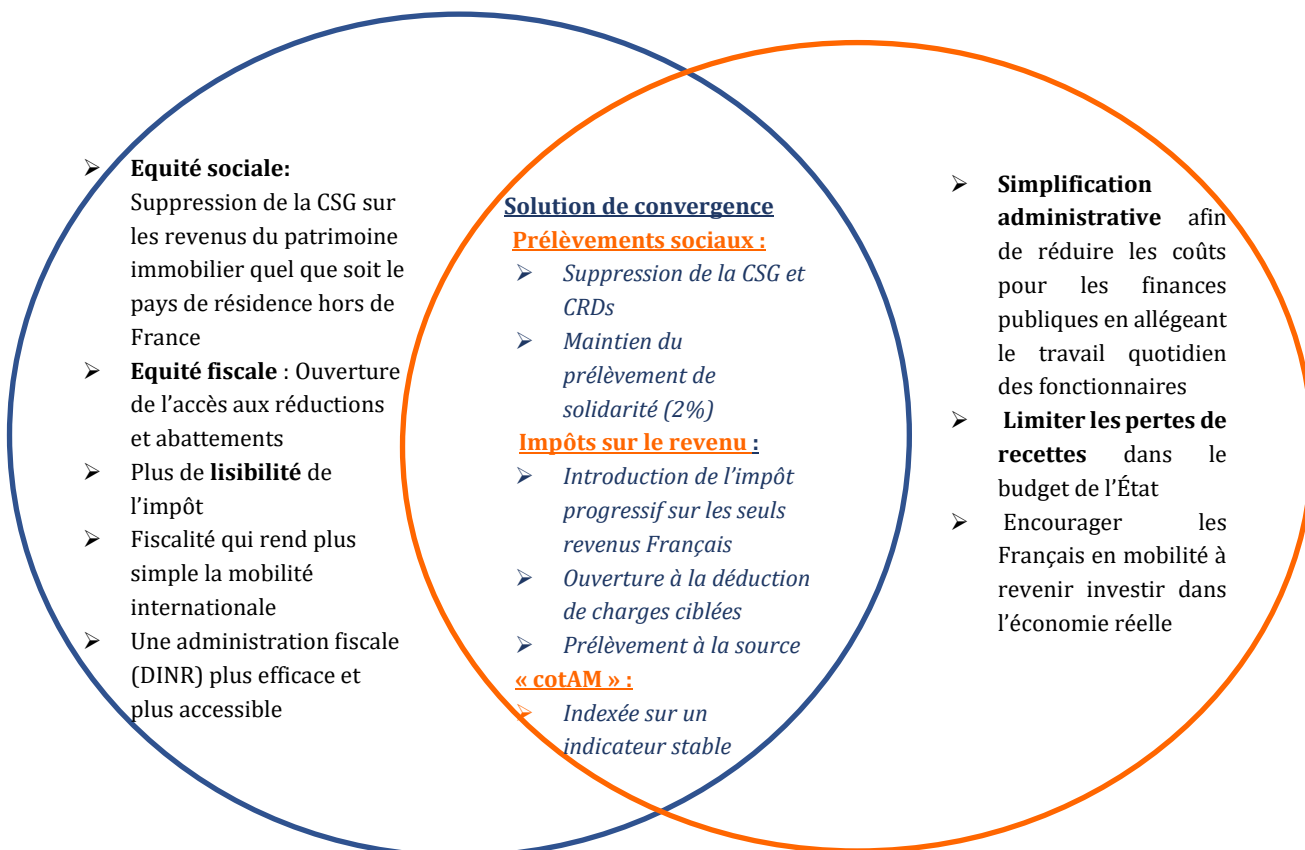 ➢ Equité sociale:
Suppression de la CSG sur
les revenus du patrimoine
immobilier quel que soit le
pays de résidence hors de
France
➢ Equité fiscale : Ouverture
de l’accès aux réductions
et abattements
➢ Plus de lisibilité de
l’impôt
➢ Fiscalité qui rend plus
simple la mobilité
internationale
➢ Une administration fiscale
(DINR) plus efficace et
plus accessible
Solution de convergence
Prélèvements sociaux :
➢ Suppression de la CSG et
CRDs
➢ Maintien du
prélèvement de
solidarité (2%)
Impôts sur le revenu :
➢ Introduction de l’impôt
progressif sur les seuls
revenus Français
➢ Ouverture à la déduction
de charges ciblées
➢ Prélèvement à la source
« cotAM » :
➢ Indexée sur un
indicateur stable
➢ Simplification
administrative afin
de réduire les coûts
pour les finances
publiques en allégeant
le travail quotidien
des fonctionnaires
➢ Limiter les pertes de
recettes dans le
budget de l’État
➢ Encourager les
Français en mobilité à
revenir investir dans
l’économie réelle